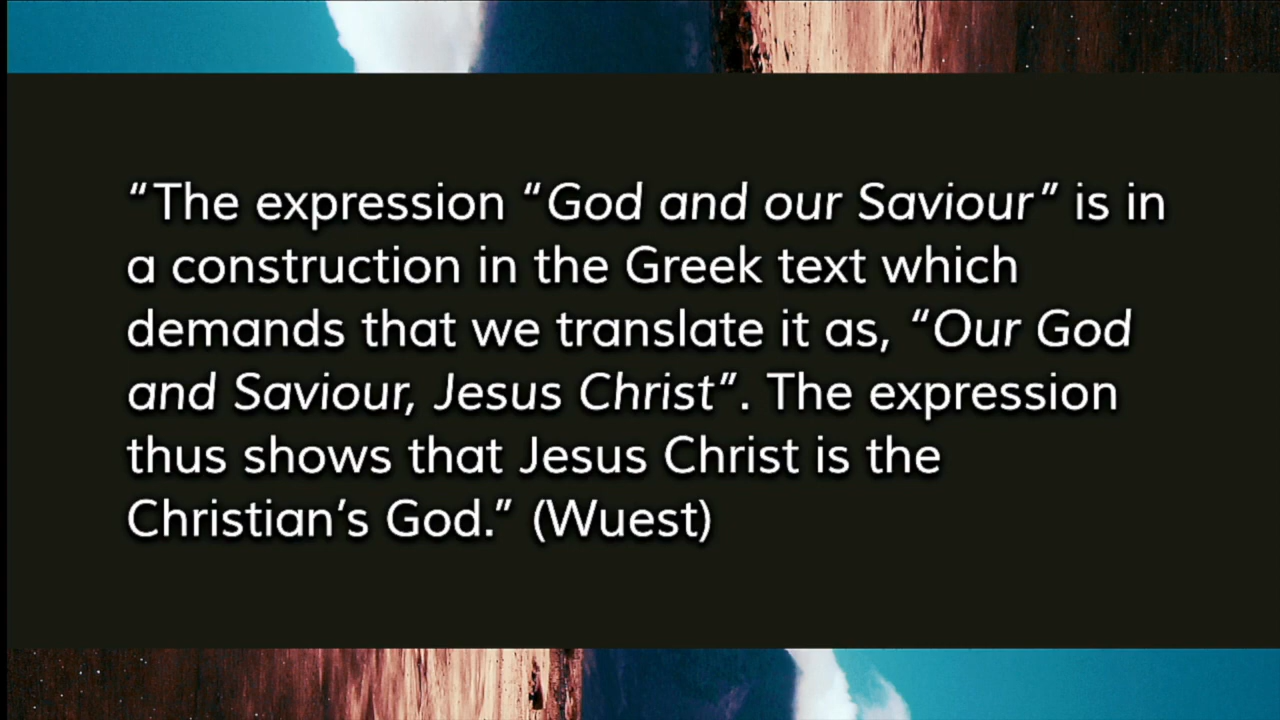 “The expression “God and our Saviour” is in
a construction in the Greek text which
demands that we translate it as, “Our God
and Saviour, Jesus Christ”. The expression
thus shows that Jesus Christ is the
Christian’s God.” (Wuest)